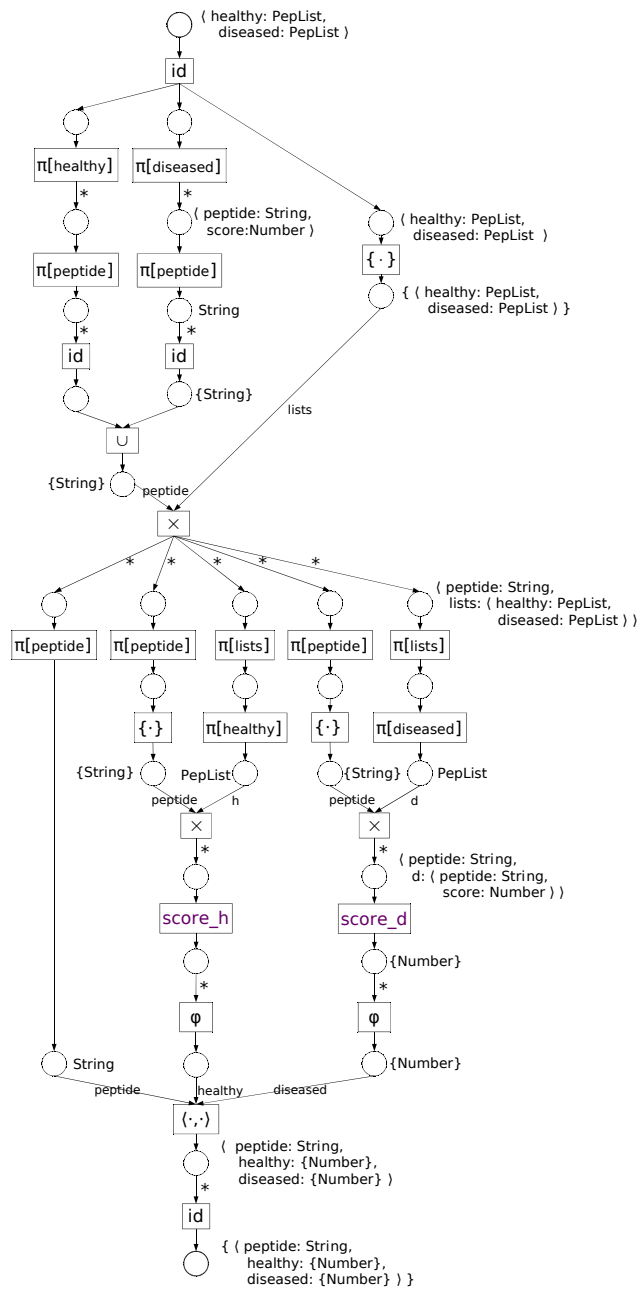 ⟨ healthy: PepList,
diseased: PepList ⟩
id
π[healthy]
π[diseased]
*
*
⟨ peptide: String,
score:Number ⟩
⟨ healthy: PepList,
diseased: PepList ⟩
{·}
π[peptide]
π[peptide]
{ ⟨ healthy: PepList,
diseased: PepList ⟩ }
String
*
*
id
id
{String}
lists
∪
{String}
peptide
×
*
*
*
*
*
⟨ peptide: String,
lists: ⟨ healthy: PepList,
diseased: PepList ⟩ ⟩
π[peptide]
π[peptide]
π[lists]
π[peptide]
π[lists]
{·}
π[healthy]
{·}
π[diseased]
{String}
PepList
{String}
PepList
peptide
h
peptide
d
×
×
*
*
⟨ peptide: String,
d: ⟨ peptide: String,
score: Number ⟩ ⟩
score_h
score_d
{Number}
*
*
φ
φ
String
{Number}
peptide
healthy
diseased
⟨·,·⟩
⟨ peptide: String,
healthy: {Number},
diseased: {Number} ⟩
*
id
{ ⟨ peptide: String,
healthy: {Number},
diseased: {Number} ⟩ }